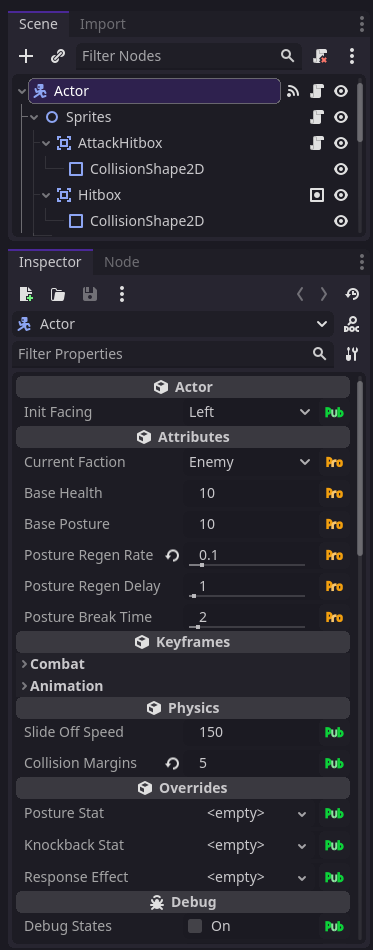 Scene Import
Filter Nodes
Actor
Sprites
AttackHitbox
CollisionShape2D
Hitbox
CollisionShape2D
Inspector Node
Actor
DOC
Filter Properties
Actor
Init Facing Left Pub
Attributes
Current Faction Enemy Pro
Base Health 10 Pro
Base Posture 10 Pro
Posture Regen Rate 0.1 Pro
Posture Regen Delay 1 Pro
Posture Break Time 2 Pro
Keyframes
Combat
Animation
Physics
Slide Off Speed 150 Pub
Collision Margins 5 Pub
Overrides
Posture Stat <empty> Pub
Knockback Stat <empty> Pub
Response Effect <empty> Pub
Debug
Debug States On Pub